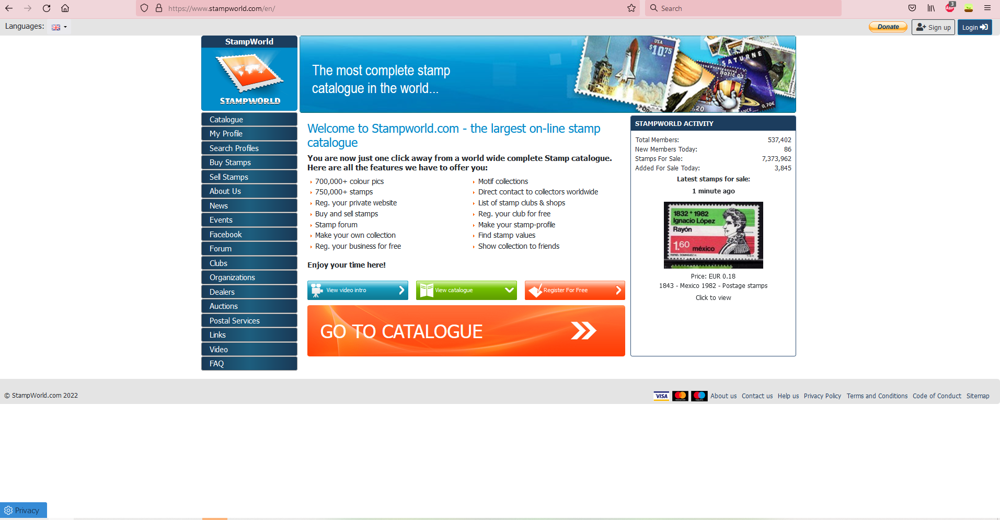 https://www.stampworld.com/en/
Search
3
ABP
Languages:
Donate
Sign up
Login
StampWorld
STAMPWORLD
The most complete stamp
catalogue in the world...
USA
$10.75
SATURNE
0,70€
Catalogue
My Profile
Search Profiles
Buy Stamps
Sell Stamps
About Us
News
Events
Facebook
Forum
Clubs
Organizations
Dealers
Auctions
Postal Services
Links
Video
FAQ
Welcome to Stampworld.com - the largest on-line stamp
catalogue
You are now just one click away from a world wide complete Stamp catalogue.
Here are all the features we have to offer you:
700,000+ colour pics
750,000+ stamps
Reg. your private website
Buy and sell stamps
Stamp forum
Make your own collection
Reg. your business for free
Motif collections
Direct contact to collectors worldwide
List of stamp clubs & shops
Reg. your club for free
Make your stamp-profile
Find stamp values
Show collection to friends
Enjoy your time here!
View video intro
View catalogue
Register For Free
GO TO CATALOGUE
STAMPWORLD ACTIVITY
Total Members: 537,402
New Members Today: 86
Stamps For Sale: 7,373,962
Added For Sale Today: 3,845
Latest stamps for sale:
1 minute ago
1832 * 1982
Ignacio López
Rayón
1.60 méxico
RAFAEL DOMINGUEZ H. T.I.E.V.
Price: EUR 0.18
1843 - Mexico 1982 - Postage stamps
Click to view
© StampWorld.com 2022
VISA
About us Contact us Help us Privacy Policy Terms and Conditions Code of Conduct Sitemap
Privacy